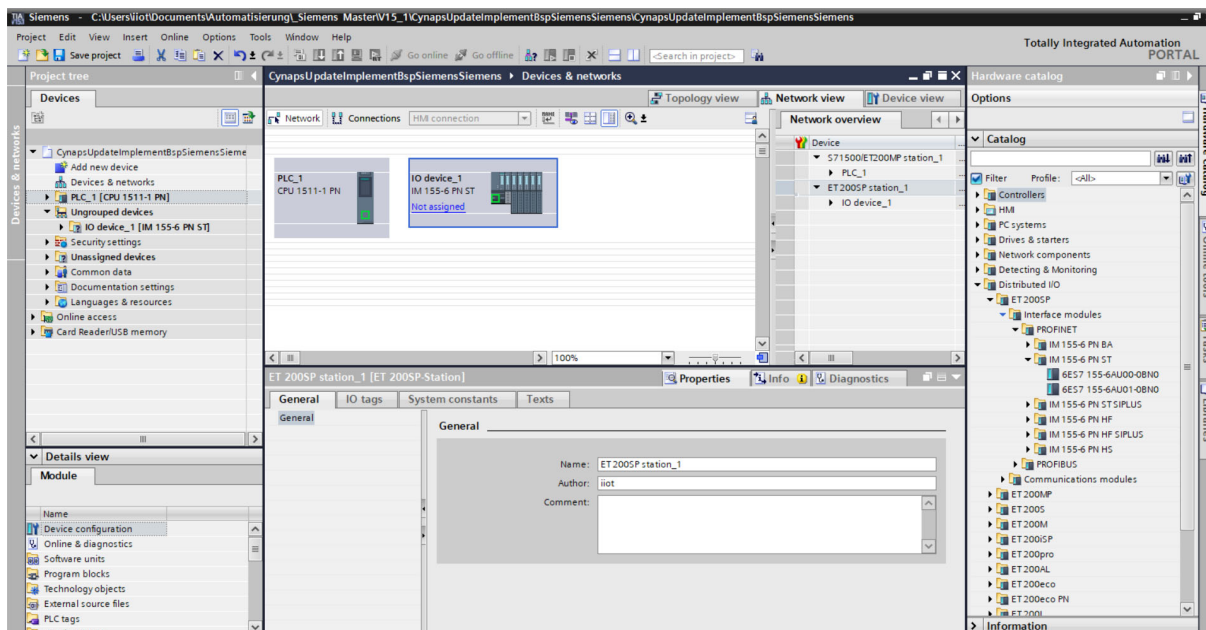 Siemens - C:\Users\iiot\Documents\Automatisierung\_Siemens Master\V15_1\CynapsUpdateImplementBspSiemensSiemens\CynapsUpdateImplementBspSiemensSiemens
Project Edit View Insert Online Options Tools Window Help
Totally Integrated Automation
PORTAL
Save project Go online Go offline <Search in project>
Project tree
Devices
Devices & networks
CynapsUpdateImplementBspSiemensSieme
Add new device
Devices & networks
PLC_1 [CPU 1511-1 PN]
Ungrouped devices
IO device_1 [IM 155-6 PN ST]
Security settings
Unassigned devices
Common data
Documentation settings
Languages & resources
Online access
Card Reader/USB memory
Details view
Module
Name
Device configuration
Online & diagnostics
Software units
Program blocks
Technology objects
External source files
PLC tags
CynapsUpdateImplementBspSiemensSiemens Devices & networks
Topology view Network view Device view
Network Connections HMI connection
PLC_1
CPU 1511-1 PN
IO device_1
IM 155-6 PN ST
Not assigned
100%
Network overview
Device
S71500/ET200MP station_1
PLC_1
ET 200SP station_1
IO device_1
ET 200SP station_1 [ET 200SP-Station]
Properties Info Diagnostics
General IO tags System constants Texts
General
General
Name: ET 200SP station_1
Author: iiot
Comment:
Hardware catalog
Options
Catalog
Filter Profile: <All>
Controllers
HMI
PC systems
Drives & starters
Network components
Detecting & Monitoring
Distributed I/O
ET 200SP
Interface modules
PROFINET
IM 155-6 PN BA
IM 155-6 PN ST
6ES7 155-6AU00-0BN0
6ES7 155-6AU01-0BN0
IM 155-6 PN ST SIPLUS
IM 155-6 PN HF
IM 155-6 PN HF SIPLUS
IM 155-6 PN HS
PROFIBUS
Communications modules
ET 200MP
ET 200S
ET 200M
ET 200iSP
ET 200pro
ET 200AL
ET 200eco
ET 200eco PN
Information